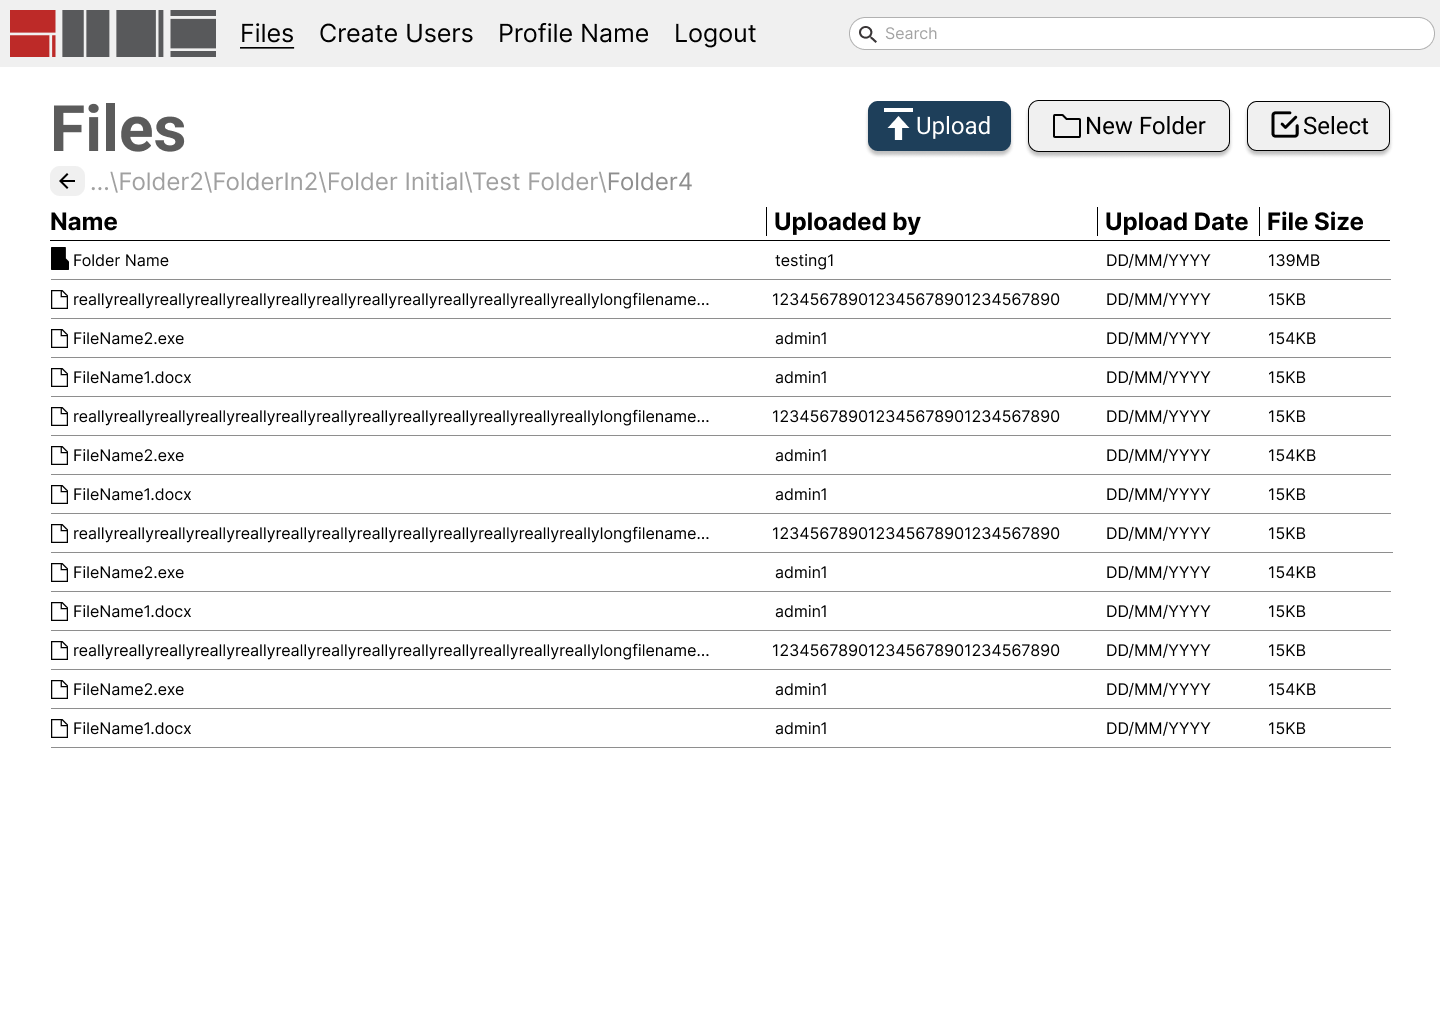 Files Create Users Profile Name Logout Search
Files Upload New Folder Select
...\Folder2\FolderIn2\Folder Initial\Test Folder\Folder4
Name Uploaded by Upload Date File Size
Folder Name testing1 DD/MM/YYYY 139MB
reallyreallyreallyreallyreallyreallyreallyreallyreallyreallyreallyreallyreallylongfilename... 123456789012345678901234567890 DD/MM/YYYY 15KB
FileName2.exe admin1 DD/MM/YYYY 154KB
FileName1.docx admin1 DD/MM/YYYY 15KB
reallyreallyreallyreallyreallyreallyreallyreallyreallyreallyreallyreallyreallylongfilename... 123456789012345678901234567890 DD/MM/YYYY 15KB
FileName2.exe admin1 DD/MM/YYYY 154KB
FileName1.docx admin1 DD/MM/YYYY 15KB
reallyreallyreallyreallyreallyreallyreallyreallyreallyreallyreallyreallyreallylongfilename... 123456789012345678901234567890 DD/MM/YYYY 15KB
FileName2.exe admin1 DD/MM/YYYY 154KB
FileName1.docx admin1 DD/MM/YYYY 15KB
reallyreallyreallyreallyreallyreallyreallyreallyreallyreallyreallyreallyreallylongfilename... 123456789012345678901234567890 DD/MM/YYYY 15KB
FileName2.exe admin1 DD/MM/YYYY 154KB
FileName1.docx admin1 DD/MM/YYYY 15KB